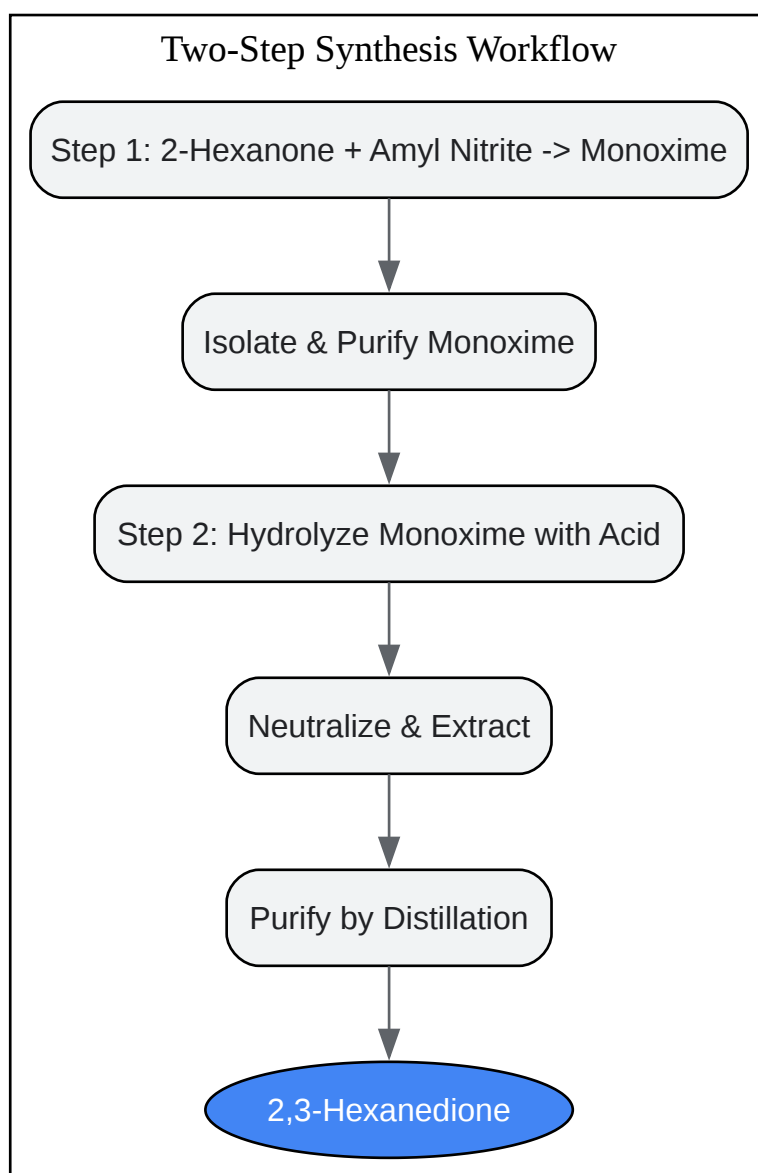 Two-Step Synthesis Workflow
Step 1: 2-Hexanone + Amyl Nitrite -> Monoxime
Isolate & Purify Monoxime
Step 2: Hydrolyze Monoxime with Acid
Neutralize & Extract
Purify by Distillation
2,3-Hexanedione